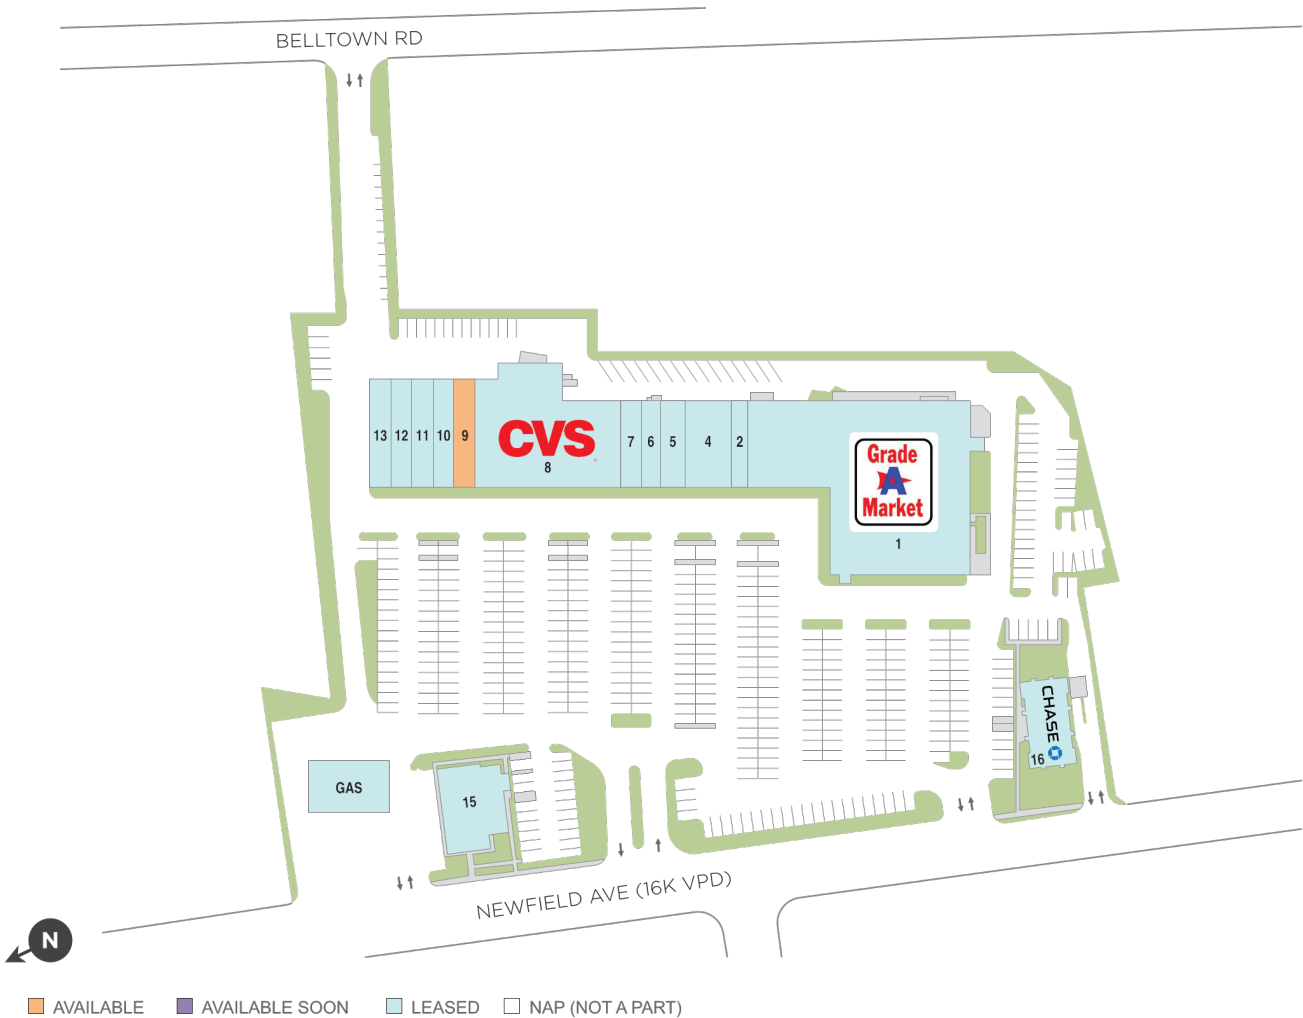 BELLTOWN RD
13 12 11 10 9
CVS
8
7 6 5 4 2
Grade
A
Market
1
CHASE
16
GAS
15
NEWFIELD AVE (16K VPD)
N
AVAILABLE
AVAILABLE SOON
LEASED
NAP (NOT A PART)